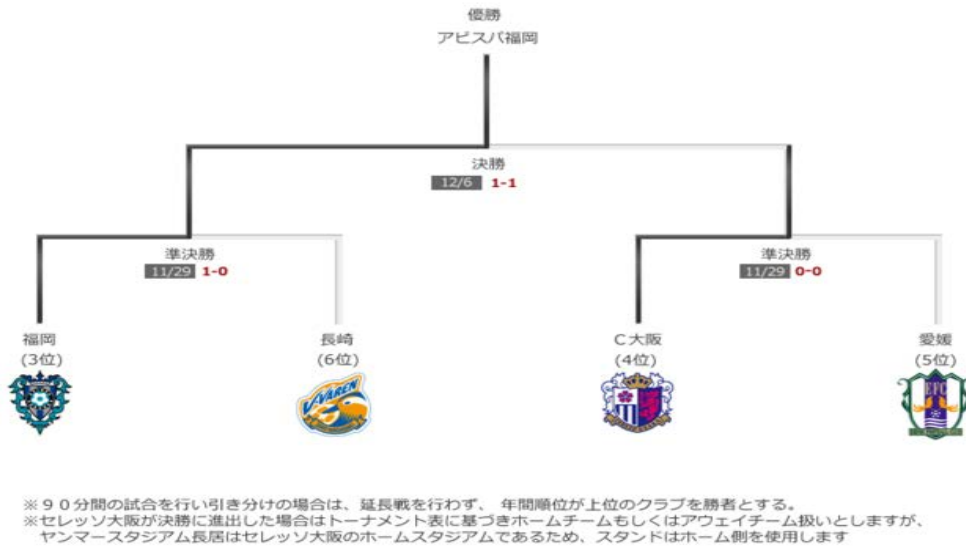 優勝
アビスパ福岡
決勝
12/6 1-1
準決勝
11/29 1-0
準決勝
11/29 0-0
福岡
(3位)
長崎
(6位)
C大阪
(4位)
愛媛
(5位)
V・VAREN
EFC
※９０分間の試合を行い引き分けの場合は、延長戦を行わず、 年間順位が上位のクラブを勝者とする。
※セレッソ大阪が決勝に進出した場合はトーナメント表に基づきホームチームもしくはアウェイチーム扱いとしますが、
ヤンマースタジアム長居はセレッソ大阪のホームスタジアムであるため、スタンドはホーム側を使用します